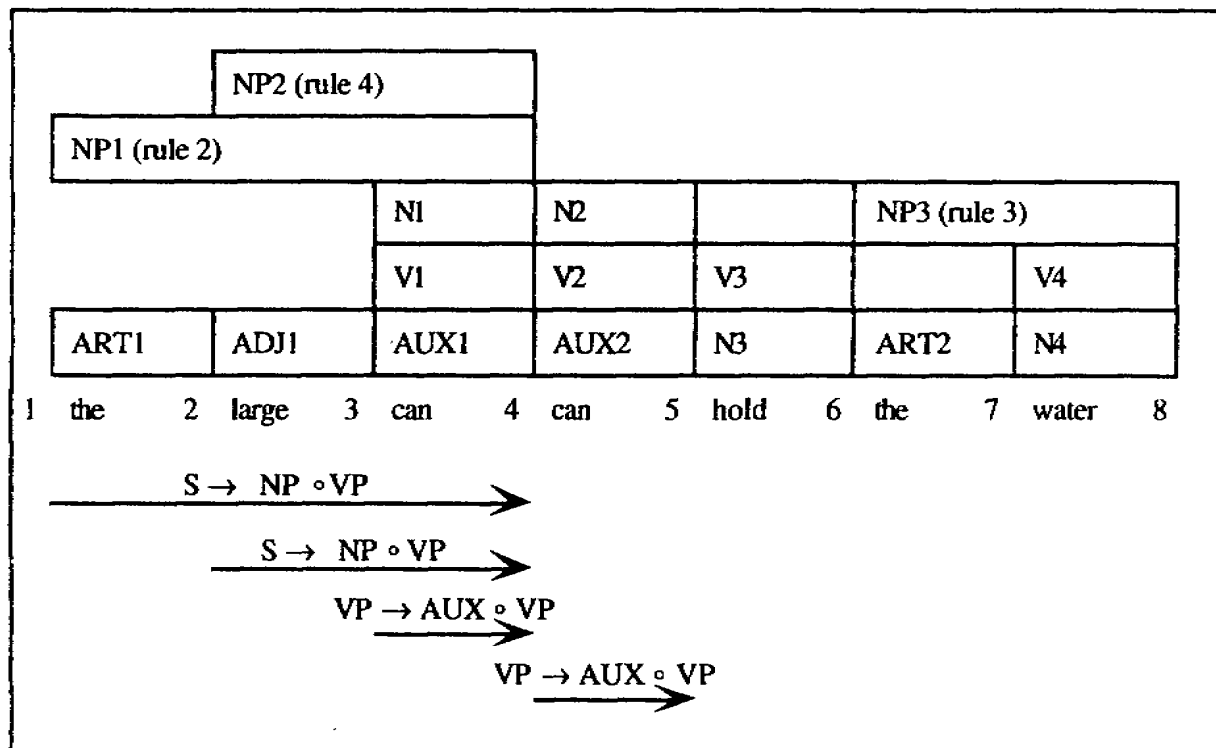 NP2 (rule 4)
NP1 (rule 2)
N1 N2 NP3 (rule 3)
V1 V2 V3 V4
ART1 ADJ1 AUX1 AUX2 N3 ART2 N4
1 the 2 large 3 can 4 can 5 hold 6 the 7 water 8
S → NP ∘ VP
S → NP ∘ VP
VP → AUX ∘ VP
VP → AUX ∘ VP